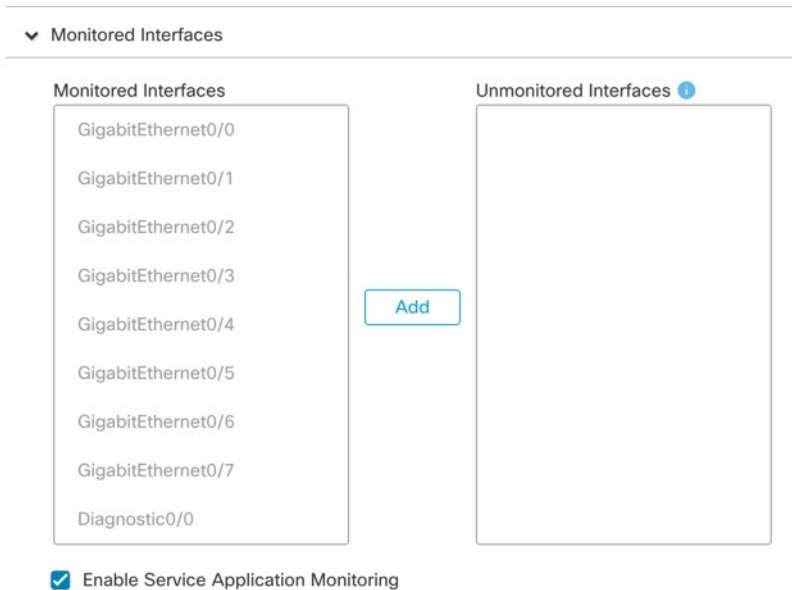 Monitored Interfaces
Monitored Interfaces
Unmonitored Interfaces
GigabitEthernet0/0
GigabitEthernet0/1
GigabitEthernet0/2
GigabitEthernet0/3
GigabitEthernet0/4
GigabitEthernet0/5
GigabitEthernet0/6
GigabitEthernet0/7
Diagnostic0/0
Add
Enable Service Application Monitoring